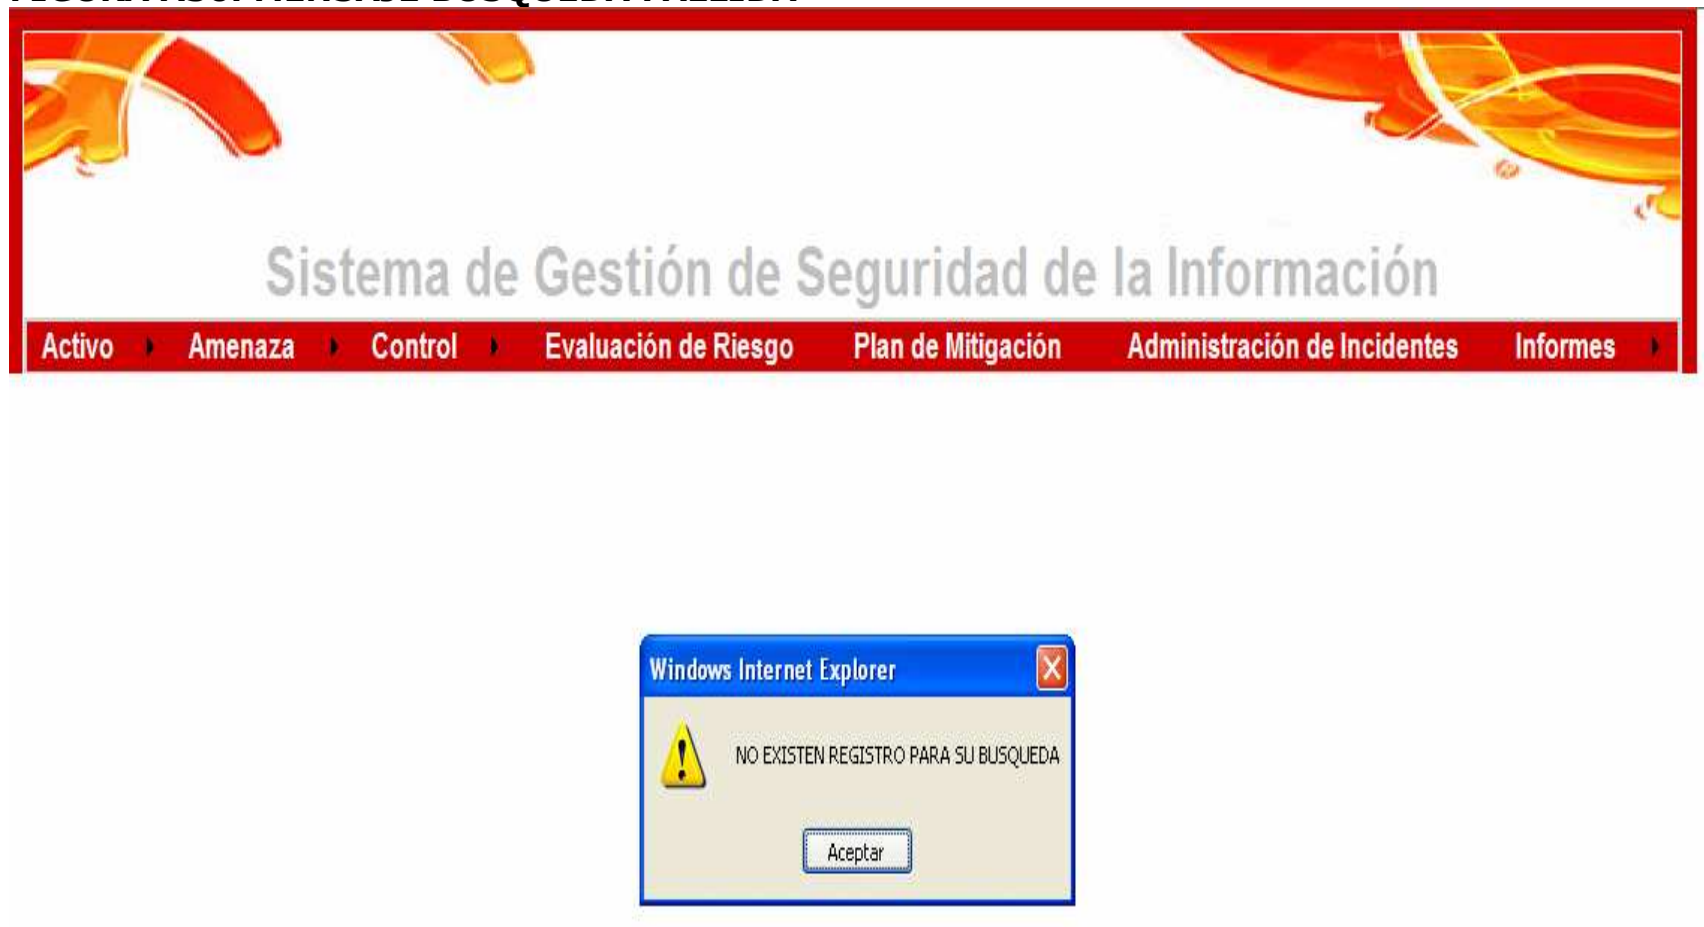 Sistema de Gestión de Seguridad de la Información
Activo Amenaza Control Evaluación de Riesgo Plan de Mitigación Administración de Incidentes Informes
Windows Internet Explorer
NO EXISTEN REGISTRO PARA SU BUSQUEDA
Aceptar